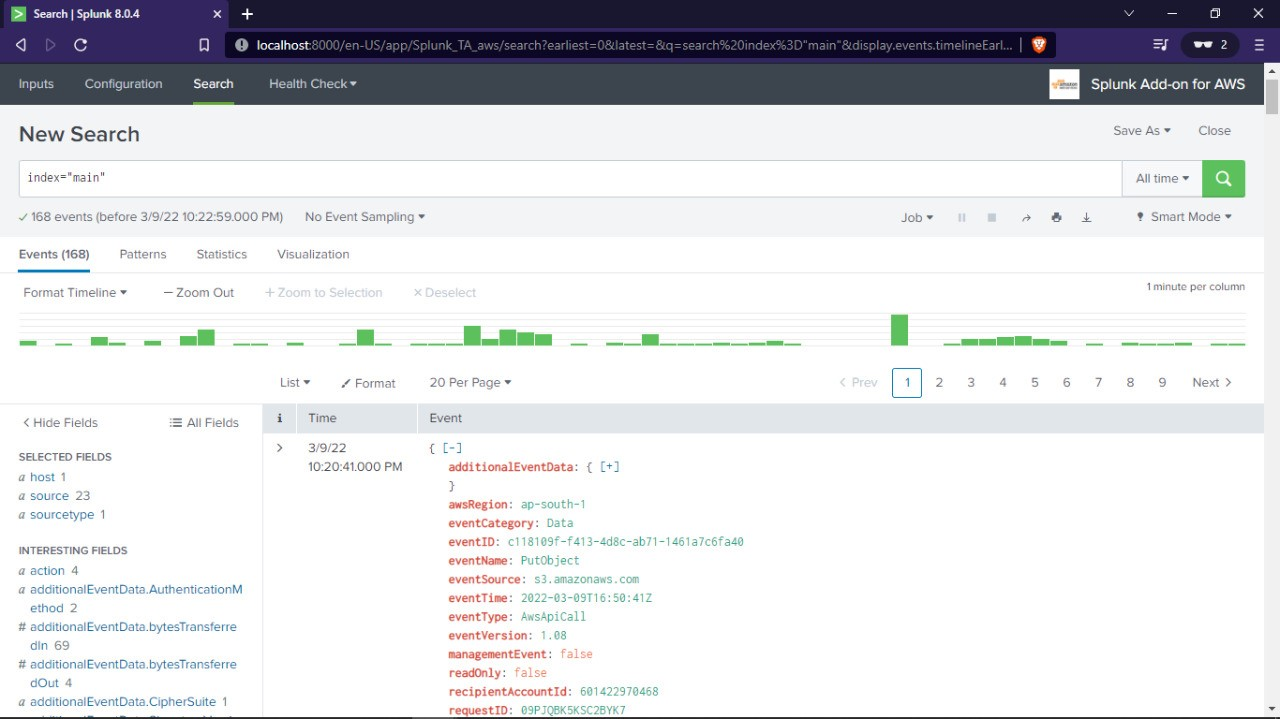 Search | Splunk 8.0.4
localhost:8000/en-US/app/Splunk_TA_aws/search?earliest=0&latest=&q=search%20index%3D"main"&display.events.timelineEarl...
2
Inputs
Configuration
Search
Health Check
Splunk Add-on for AWS
New Search
Save As
Close
index="main"
All time
168 events (before 3/9/22 10:22:59.000 PM)
No Event Sampling
Job
Smart Mode
Events (168)
Patterns
Statistics
Visualization
Format Timeline
— Zoom Out
+ Zoom to Selection
× Deselect
1 minute per column
List
Format
20 Per Page
< Prev
1
2
3
4
5
6
7
8
9
Next >
< Hide Fields
All Fields
SELECTED FIELDS
a host 1
a source 23
a sourcetype 1
INTERESTING FIELDS
a action 4
a additionalEventData.AuthenticationM
ethod 2
# additionalEventData.bytesTransferre
dIn 69
# additionalEventData.bytesTransferre
dOut 4
a additionalEventData.CipherSuite 1
i
Time
Event
>
3/9/22
10:20:41.000 PM
{ [-]
additionalEventData: { [+]
}
awsRegion: ap-south-1
eventCategory: Data
eventID: c118109f-f413-4d8c-ab71-1461a7c6fa40
eventName: PutObject
eventSource: s3.amazonaws.com
eventTime: 2022-03-09T16:50:41Z
eventType: AwsApiCall
eventVersion: 1.08
managementEvent: false
readOnly: false
recipientAccountId: 601422970468
requestID: 09PJQBK5KSC2BYK7